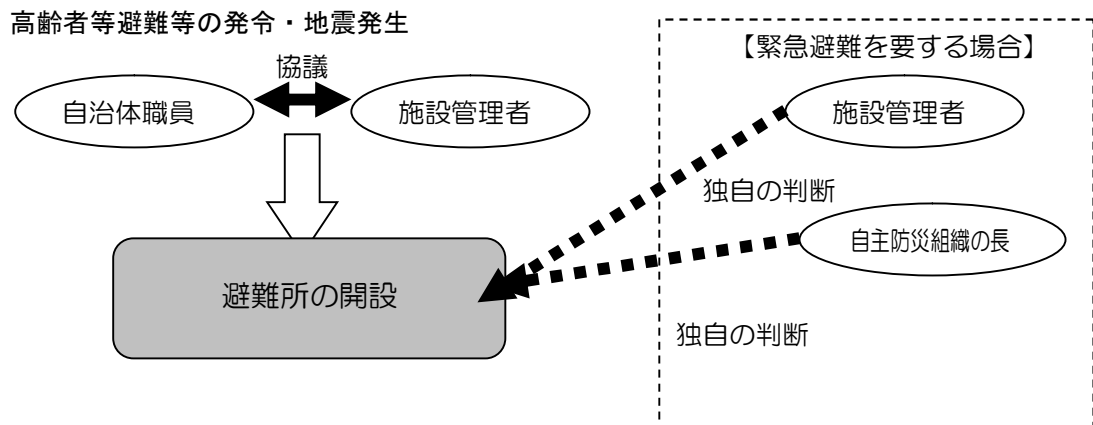 高齢者等避難等の発令・地震発生
【緊急避難を要する場合】
協議
自治体職員
施設管理者
施設管理者
独自の判断
自主防災組織の長
避難所の開設
独自の判断